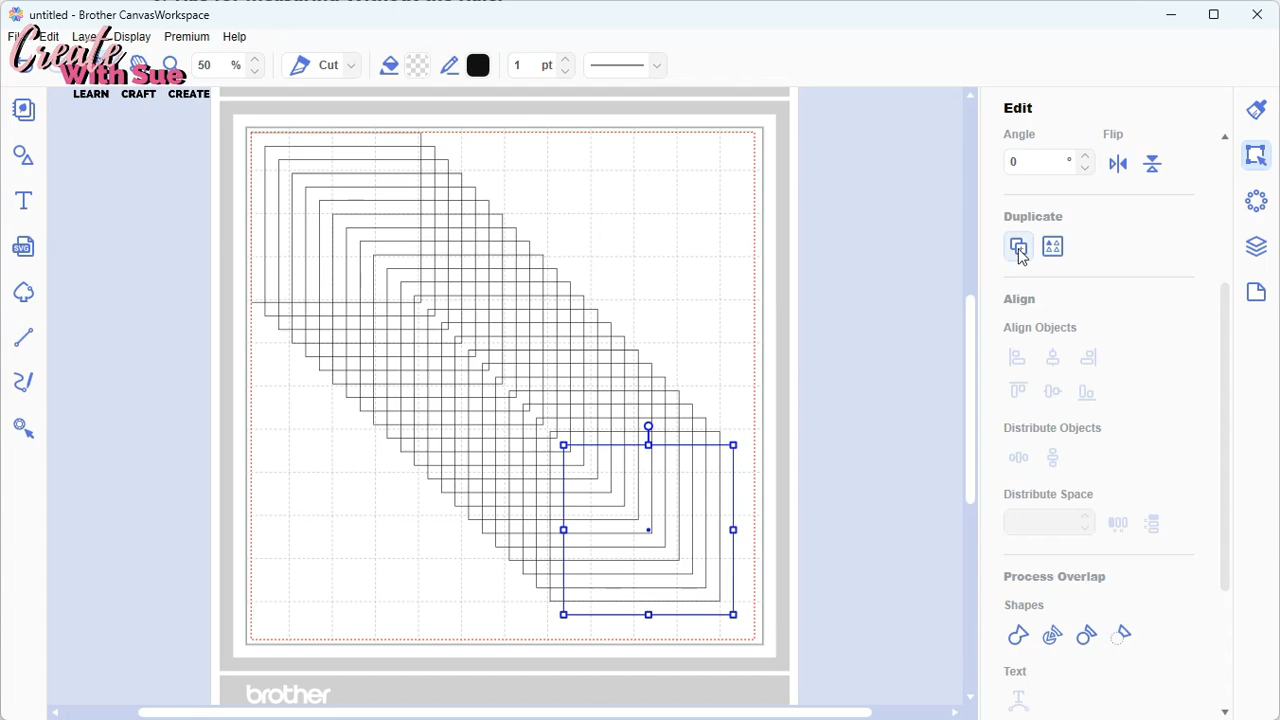 untitled - Brother CanvasWorkspace
Edit Display Premium Help
Create
With Sue
LEARN CRAFT CREATE
50 % Cut 1 pt
Edit
Angle Flip
0 °
Duplicate
Align
Align Objects
Distribute Objects
Distribute Space
Process Overlap
Shapes
Text
T
SVG
brother